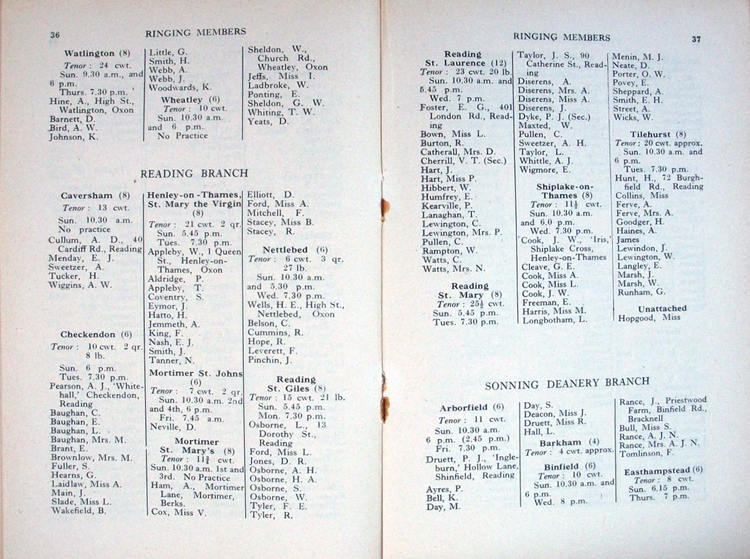 36
RINGING MEMBERS
Watlington (8)
Tenor: 24 cwt.
Sun. 9.30 a.m., and
6 p.m.
Thurs. 7.30 p.m.
Hine, A., High St.,
Watlington, Oxon
Barnett, D.
Bird, A. W.
Johnson, K.
Little, G.
Smith, H.
Webb, A.
Webb, J.
Woodwards, K.
Wheatley (6)
Tenor: 10 cwt.
Sun. 10.30 a.m.
and 6 p.m.
No Practice
Sheldon, W.,
Church Rd.,
Wheatley, Oxon
Jeffs, Miss I.
Ladbroke, W.
Ponting, E.
Sheldon, G. W.
Whiting, T. W.
Yeats, D.
READING BRANCH
Caversham (8)
Tenor: 13 cwt.
Sun. 10.30 a.m.
No practice
Cullum, A. D., 40
Cardiff Rd., Reading
Menday, E. J.
Sweetzer, A.
Tucker, H.
Wiggins, A. W.
Checkendon (6)
Tenor: 10 cwt. 2 qr.
8 lb.
Sun. 6 p.m.
Tues. 7.30 p.m.
Pearson, A. J., 'White-
hall,' Checkendon,
Reading
Baughan, C.
Baughan, E.
Baughan, L.
Baughan, Mrs. M.
Brant, E.
Brownlow, Mrs. M.
Fuller, S.
Hearns, G.
Laidlaw, Miss A.
Main, J.
Slade, Miss L.
Wakefield, B.
Henley-on-Thames,
St. Mary the Virgin
(8)
Tenor: 21 cwt. 2 qr.
Sun. 5.45 p.m.
Tues. 7.30 p.m.
Appleby, W., 1 Queen
St., Henley-on-
Thames, Oxon
Aldridge, P.
Appleby, T.
Coventry, S.
Eymor, J.
Hatto, H.
Jemmeth, A.
King, F.
Nash, E. J.
Smith, J.
Tanner, N.
Mortimer St. Johns
(6)
Tenor: 7 cwt. 2 qr.
Sun. 10.30 a.m. 2nd
and 4th, 6 p.m.
Fri. 7.45 a.m.
Neville, D.
Mortimer
St. Mary's (8)
Tenor: 11¾ cwt.
Sun. 10.30 a.m. 1st and
3rd. No Practice
Ham, A., Mortimer
Lane, Mortimer,
Berks.
Cox, Miss V.
Elliott, D.
Ford, Miss A.
Mitchell, F.
Stacey, Miss B.
Stacey, R.
Nettlebed (6)
Tenor: 6 cwt. 3 qr.
27 lb.
Sun. 10.30 a.m.
and 5.30 p.m.
Wed. 7.30 p.m.
Wells, H. E., High St.,
Nettlebed, Oxon
Belson, C.
Cummins, R.
Hope, R.
Leverett, F.
Pinchin, J.
Reading
St. Giles (8)
Tenor: 15 cwt. 21 lb.
Sun. 5.45 p.m.
Mon. 7.30 p.m.
Osborne, L., 13
Dorothy St.,
Reading
Ford, Miss L.
Jones, D. R.
Osborne, A. H.
Osborne, H. A.
Osborne, S.
Osborne, W.
Tyler, F. E.
Tyler, R.
RINGING MEMBERS
37
Reading
St. Laurence (12)
Tenor: 23 cwt. 20 lb.
Sun. 10.30 a.m. and
5.45 p.m.
Wed. 7 p.m.
Foster, E. G., 401
London Rd., Read-
ing
Bown, Miss L.
Burton, R.
Catherall, Mrs. D.
Cherrill, V. T. (Sec.)
Hart, J.
Hart, Miss P.
Hibbert, W.
Humfrey, E.
Kearville, P.
Lanaghan, T.
Lewington, C.
Lewington, Mrs. P.
Pullen, C.
Rampton, W.
Watts, C.
Watts, Mrs. N.
Reading
St. Mary (8)
Tenor: 25½ cwt.
Sun. 5.45 p.m.
Tues. 7.30 p.m.
Taylor, J. S., 90
Catherine St., Read-
ing
Diserens, A.
Diserens, Mrs. A.
Diserens, Miss A.
Diserens, J.
Dyke, P. J. (Sec.)
Maxted, W.
Pullen, C.
Sweetzer, A. H.
Taylor, L.
Whittle, A. J.
Wigmore, E.
Shiplake-on-
Thames (8)
Tenor: 11½ cwt.
Sun. 10.30 a.m.
and 6.0 p.m.
Wed. 7.30 p.m.
Cook, J. W., 'Iris,'
Shiplake Cross,
Henley-on-Thames
Cleave, G. E.
Cook, Miss A.
Cook, Miss L.
Cook, J. W.
Freeman, E.
Harris, Miss M.
Longbotham, L.
Menin, M. J.
Neate, D.
Porter, O. W.
Povey, E.
Sheppard, A.
Smith, E. H.
Street, A.
Wicks, W.
Tilehurst (8)
Tenor: 20 cwt. approx.
Sun. 10.30 a.m. and
6 p.m.
Tues. 7.30 p.m.
Hunt, H., 72 Burgh-
field Rd., Reading
Collins, Miss
Ferve, A.
Ferve, Mrs. A.
Goodger, H.
Haines, A.
James
Lewindon, J.
Lewington, W.
Langley, E.
Marsh, J.
Marsh, W.
Runham, G.
Unattached
Hopgood, Miss
SONNING DEANERY BRANCH
Arborfield (6)
Tenor: 11 cwt.
Sun. 10.30 a.m.
6 p.m. (2.45 p.m.)
Fri. 7.30 p.m.
Druett, P. J., 'Ingle-
burn,' Hollow Lane,
Shinfield, Reading
Ayres, P.
Bell, K.
Day, M.
Day, S.
Deacon, Miss J.
Druett, Miss R.
Hall, L.
Barkham (4)
Tenor: 4 cwt. approx.
Binfield (6)
Tenor: 10 cwt.
Sun. 10.30 a.m. and
6 p.m.
Wed. 8 p.m.
Rance, J., Priestwood
Farm, Binfield Rd.,
Bracknell
Bull, Miss S.
Rance, A. J. N.
Rance, Mrs. A. J. N.
Tomlinson, F.
Easthampstead (6)
Tenor: 8 cwt.
Sun. 6.15 p.m.
Thurs. 7 p.m.